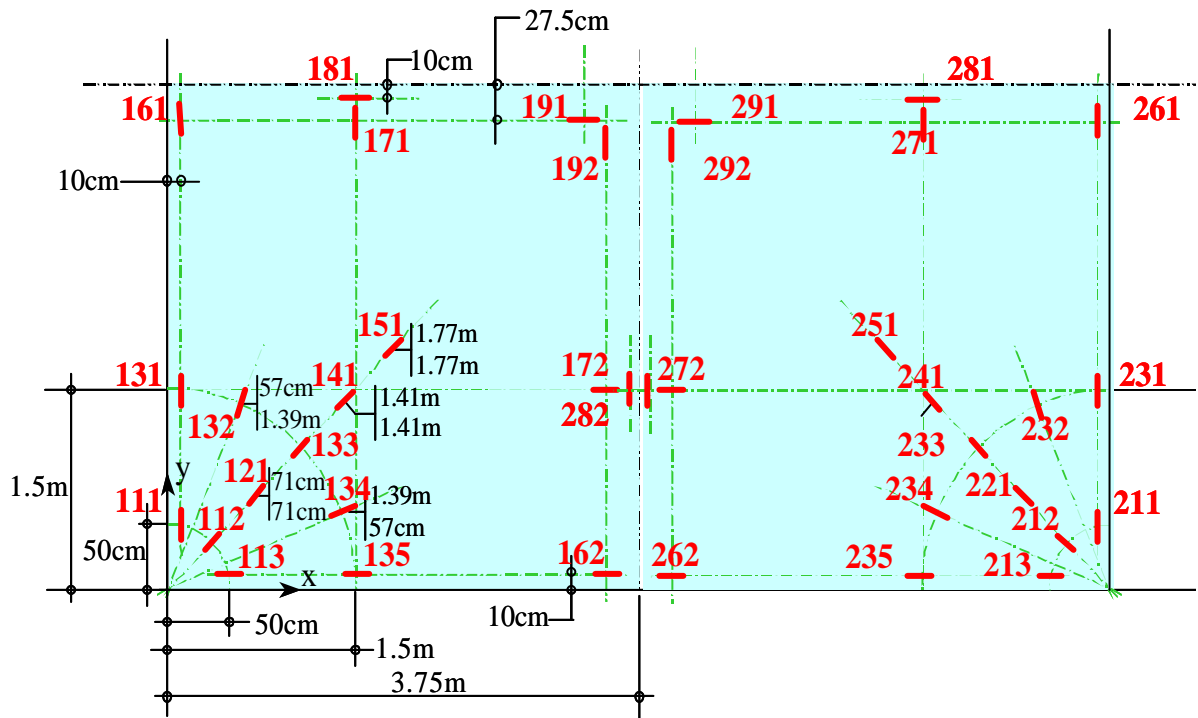 27.5cm
181
10cm
281
161
191
291
261
171
271
192
292
10cm
151
1.77m
1.77m
251
131
57cm
1.39m
141
1.41m
1.41m
172
272
241
231
132
282
133
233
232
y
121
71cm
71cm
134
1.39m
57cm
234
221
1.5m
111
112
212
211
50cm
113
135
162
262
235
213
x
50cm
10cm
1.5m
3.75m